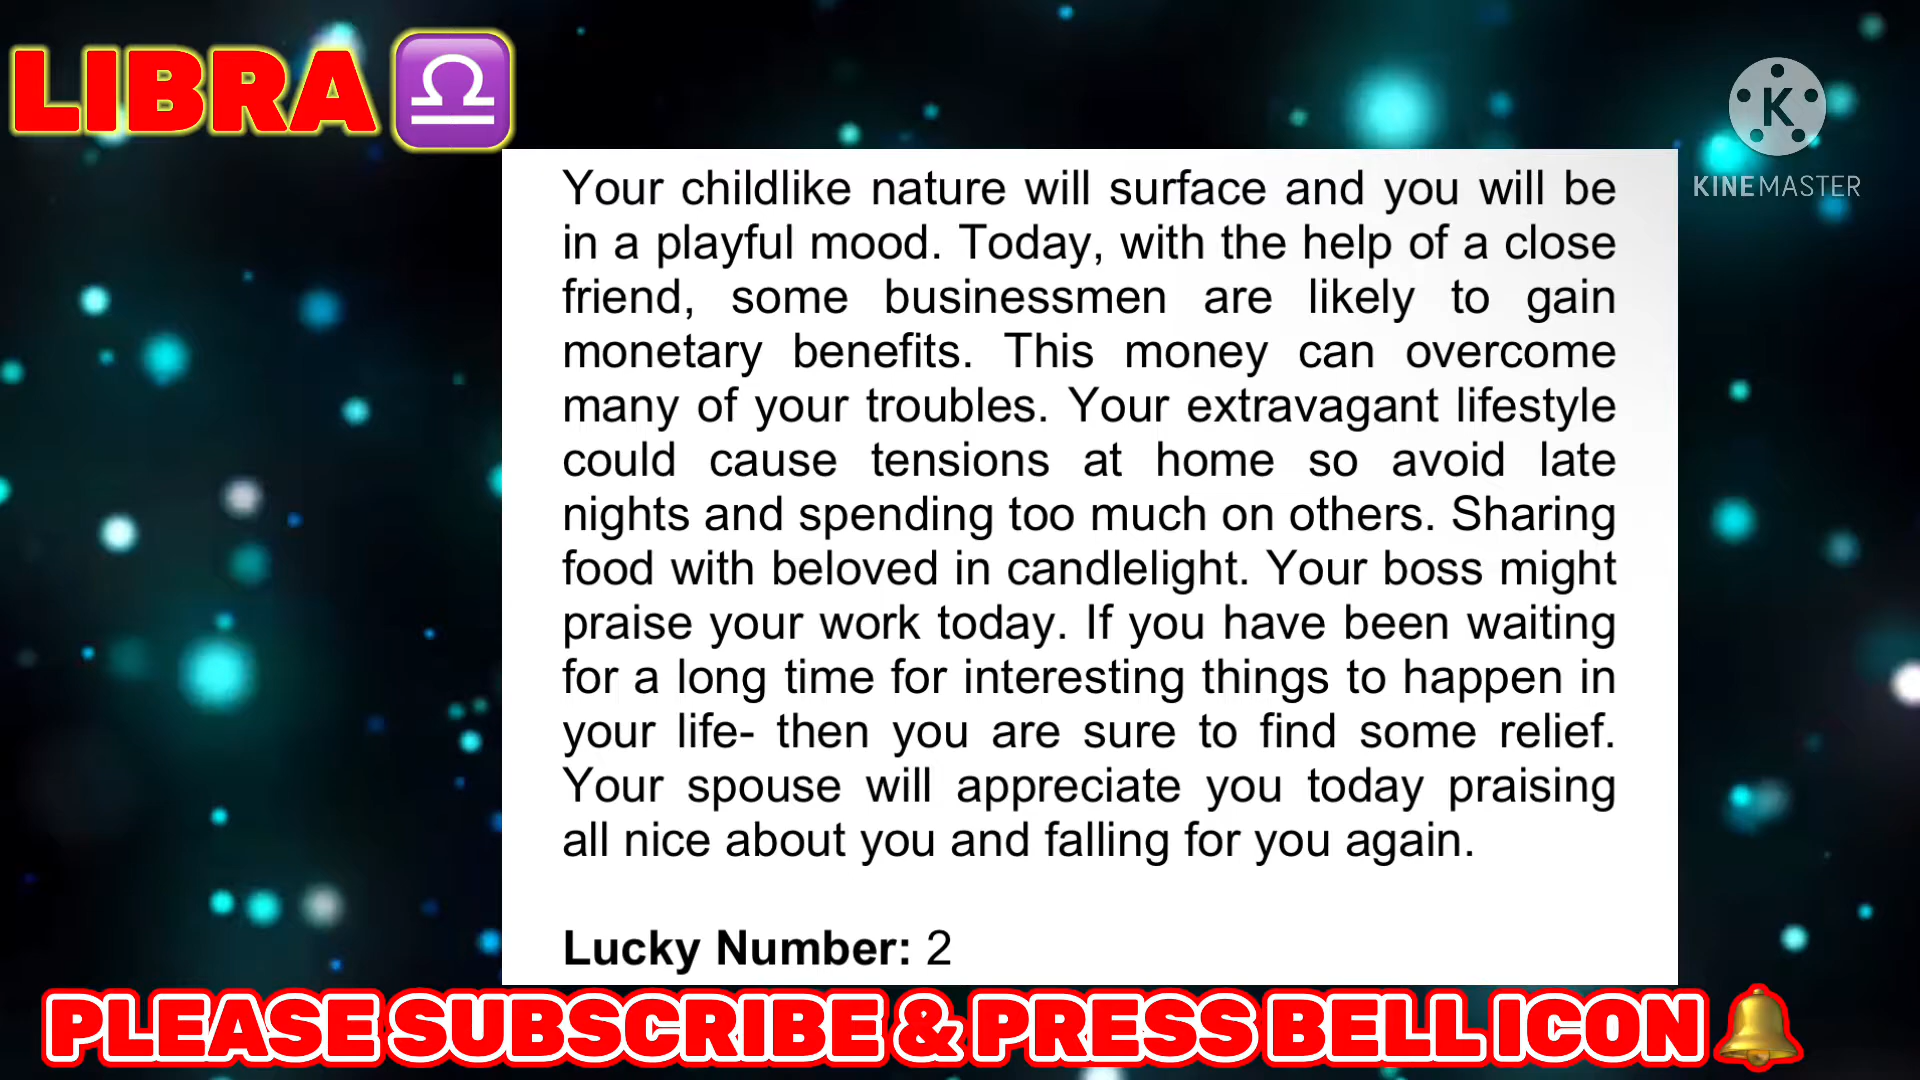 LIBRA ♎
K
KINEMASTER
Your childlike nature will surface and you will be
in a playful mood. Today, with the help of a close
friend, some businessmen are likely to gain
monetary benefits. This money can overcome
many of your troubles. Your extravagant lifestyle
could cause tensions at home so avoid late
nights and spending too much on others. Sharing
food with beloved in candlelight. Your boss might
praise your work today. If you have been waiting
for a long time for interesting things to happen in
your life- then you are sure to find some relief.
Your spouse will appreciate you today praising
all nice about you and falling for you again.
Lucky Number: 2
PLEASE SUBSCRIBE & PRESS BELL ICON 🔔